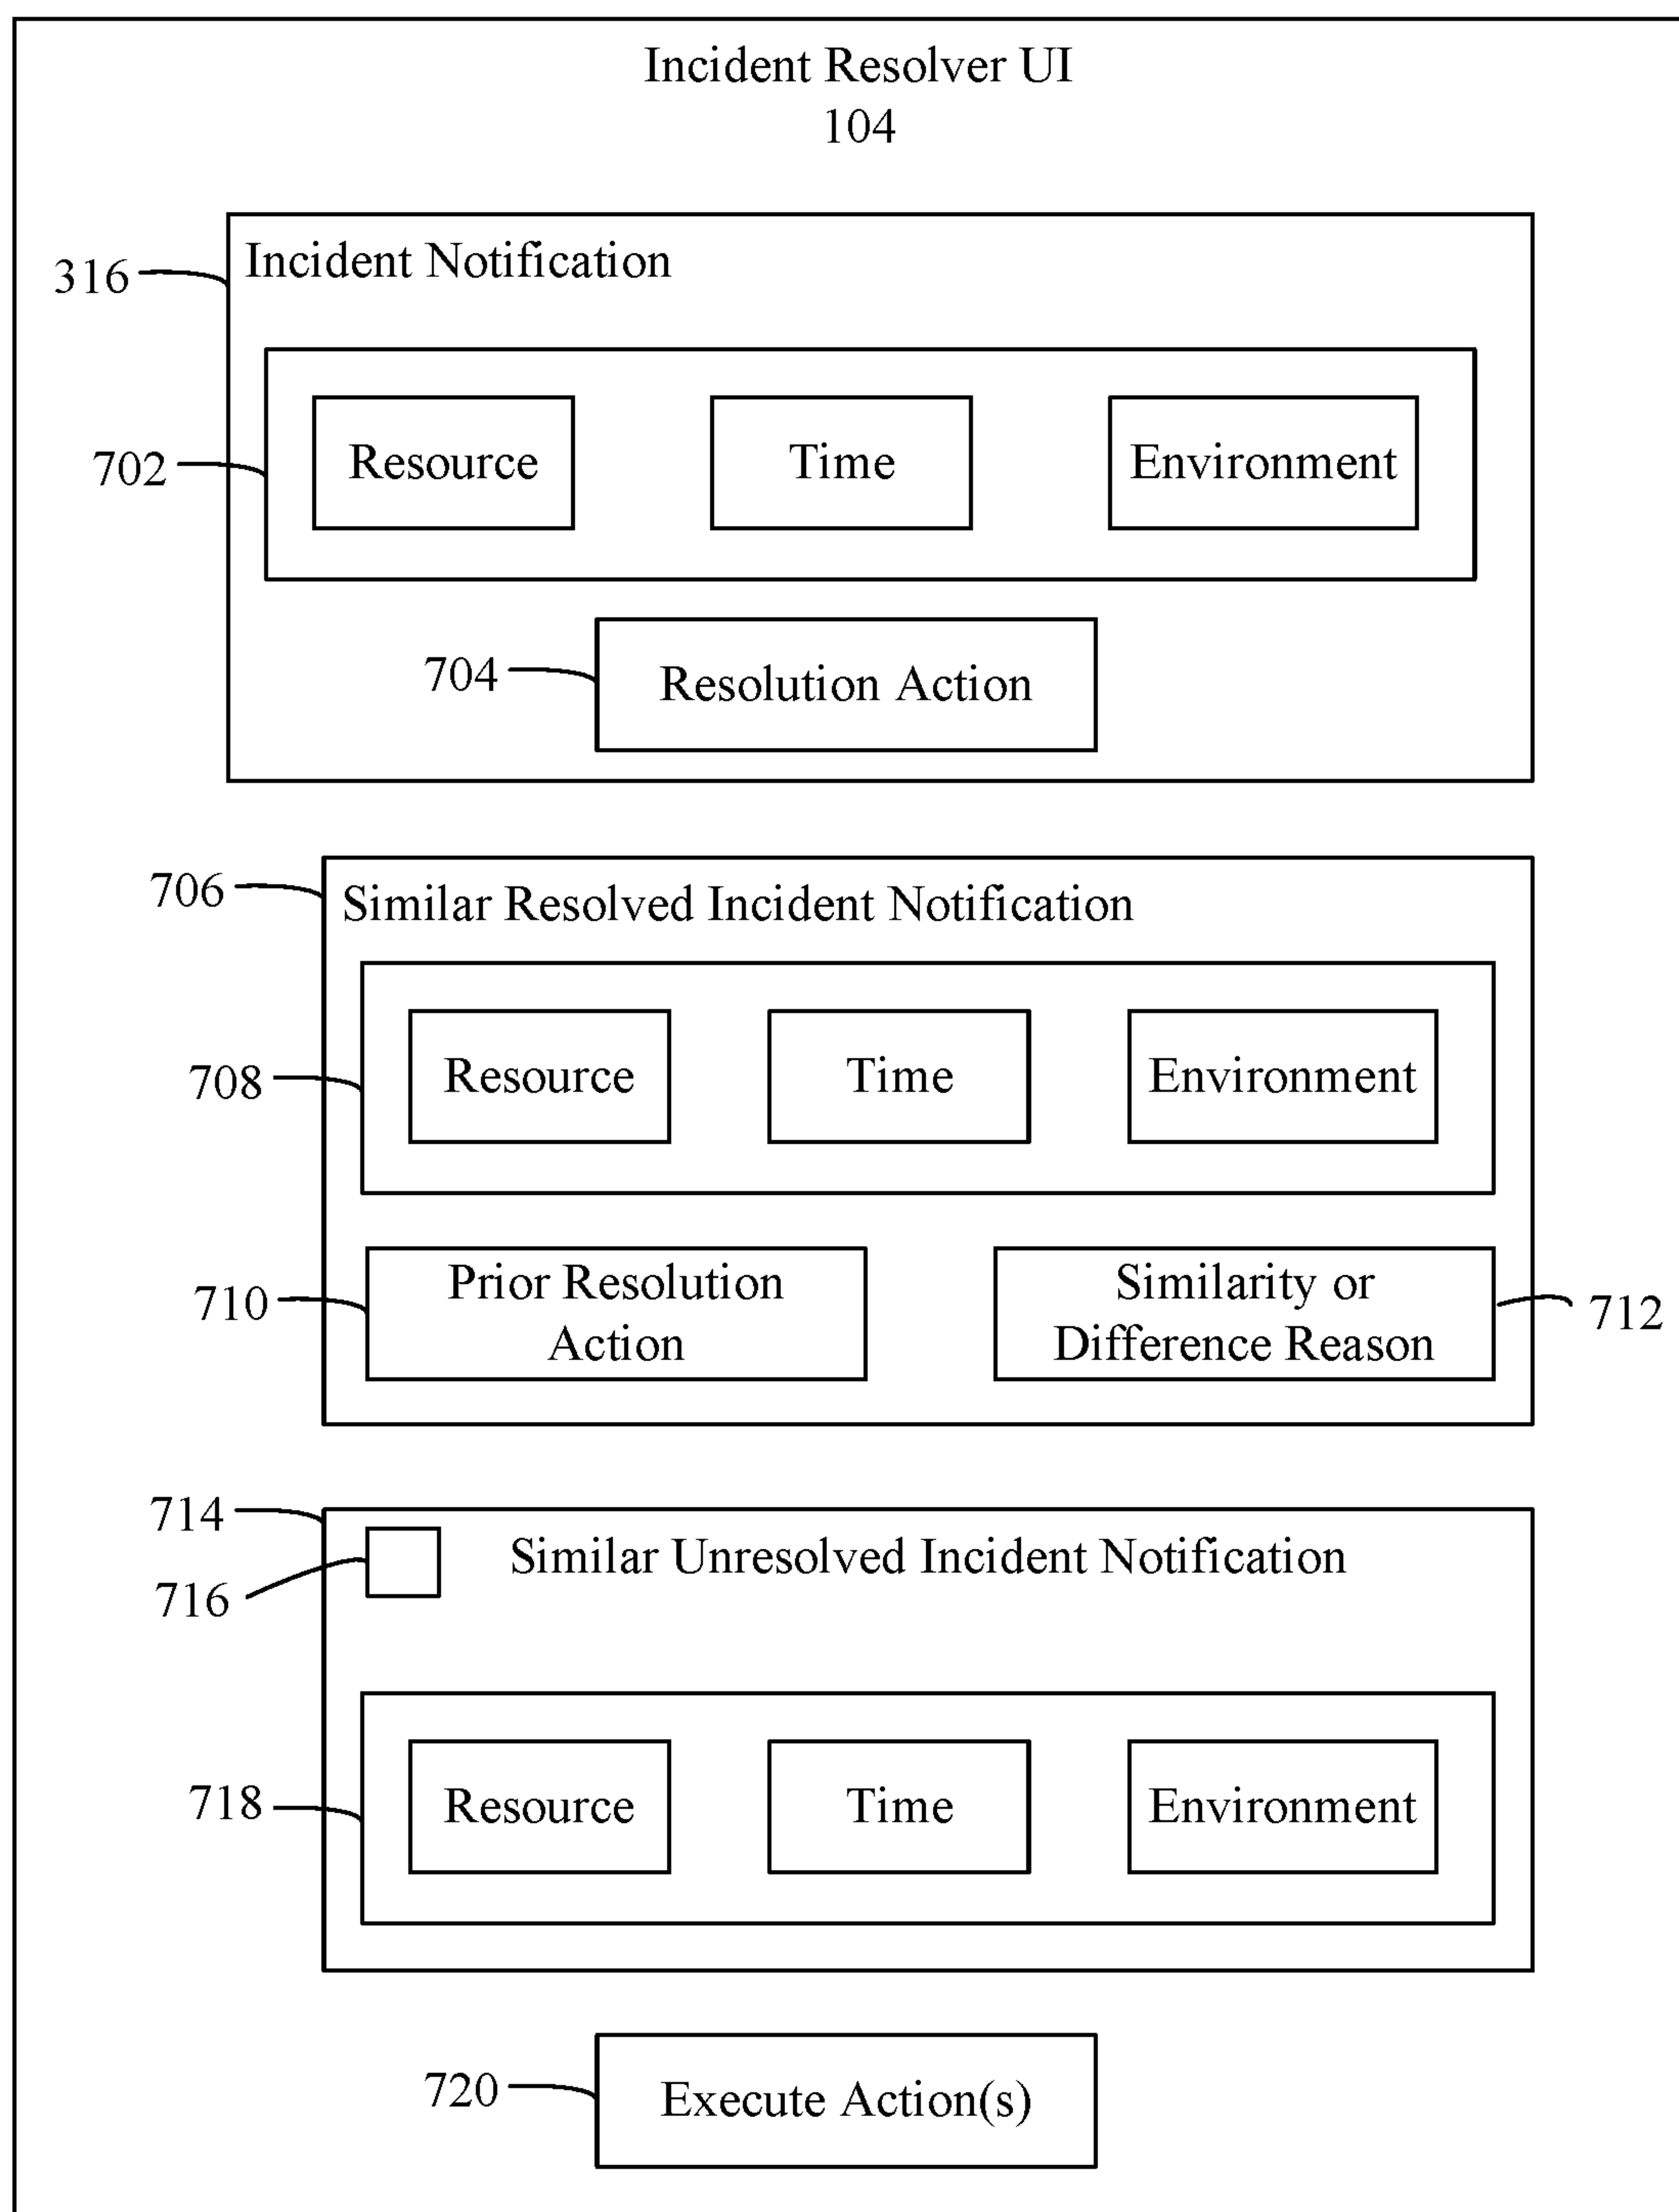 Incident Resolver UI
104
316
Incident Notification
702
Resource
Time
Environment
704
Resolution Action
706
Similar Resolved Incident Notification
708
Resource
Time
Environment
710
Prior Resolution
Action
Similarity or
Difference Reason
712
714
716
Similar Unresolved Incident Notification
718
Resource
Time
Environment
720
Execute Action(s)